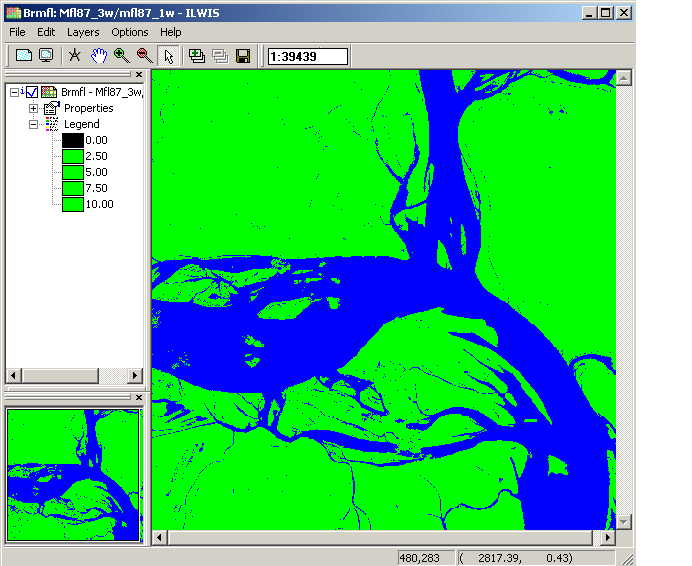 Brmfl: Mfl87_3w/mfl87_1w - ILWIS
File Edit Layers Options Help
1:39439
Brmfl - Mfl87_3w,
Properties
Legend
0.00
2.50
5.00
7.50
10.00
480,283 ( 2817.39, 0.43)